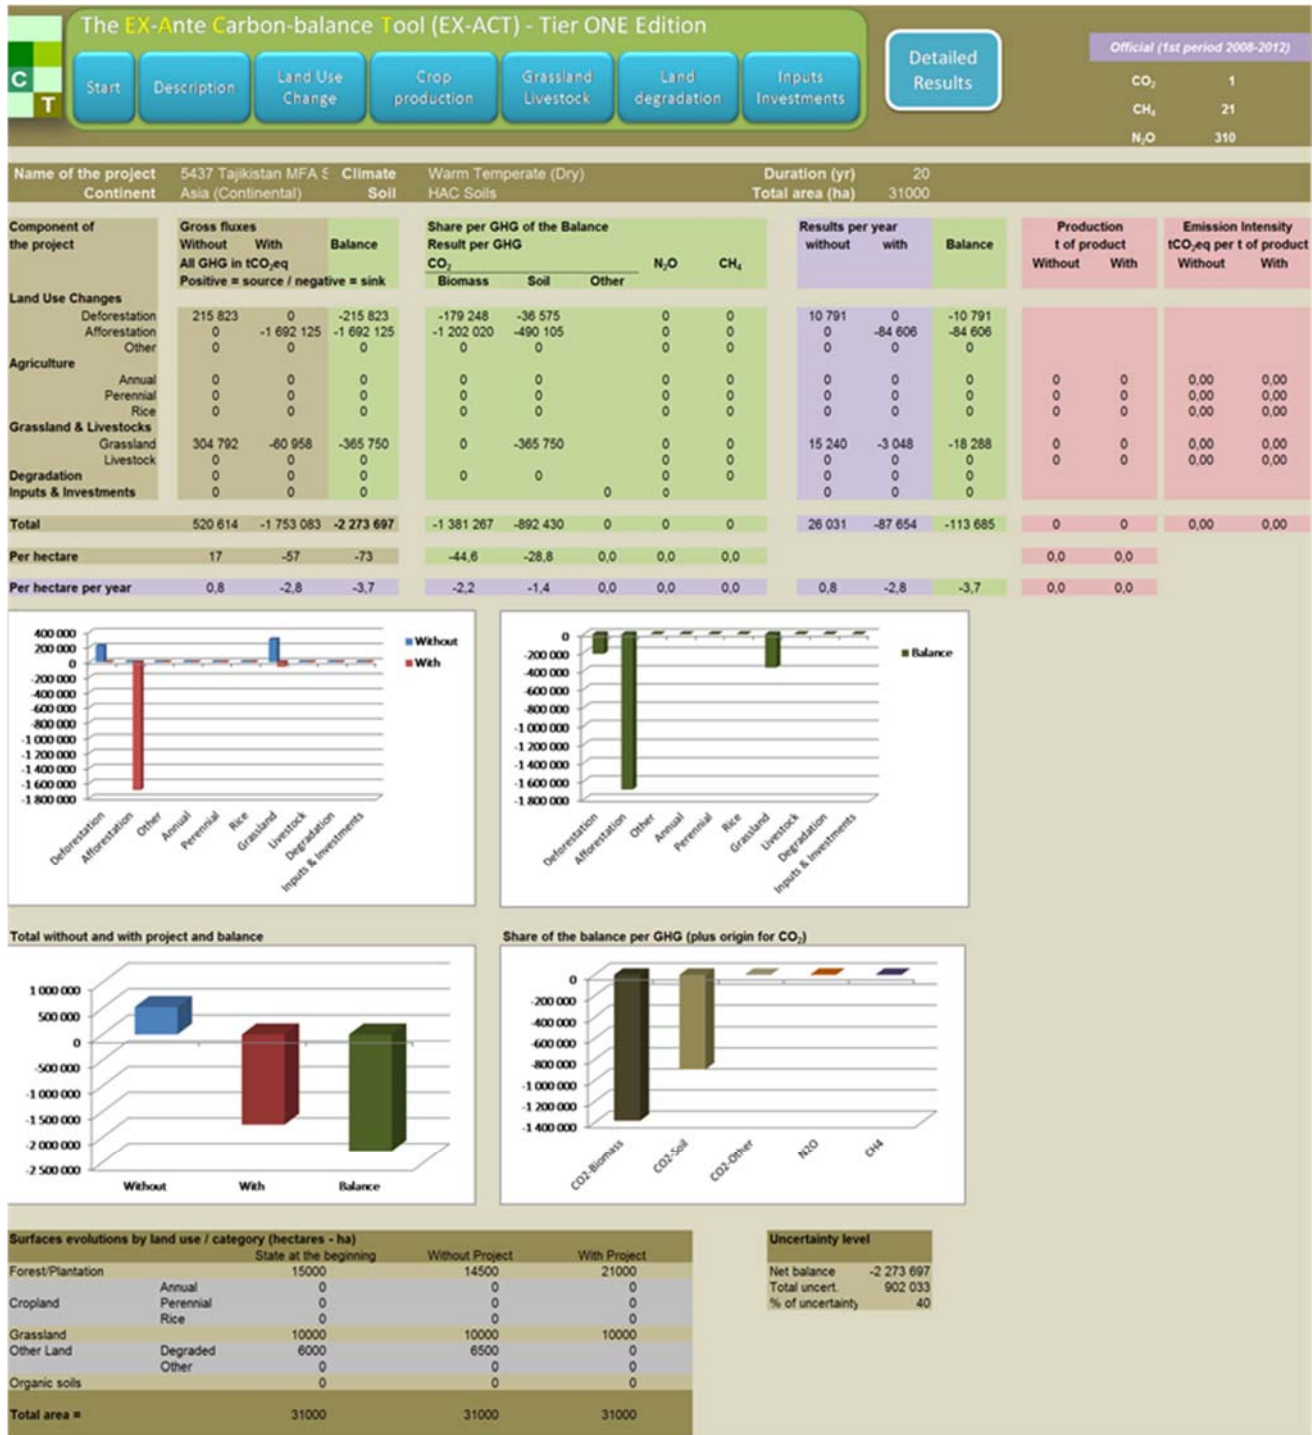 The EX-Ante Carbon-balance Tool (EX-ACT) - Tier ONE Edition
C
T
Start Description Land Use Change Crop production Grassland Livestock Land degradation Inputs Investments Detailed Results
Official (1st period 2008-2012)
CO₂ 1
CH₄ 21
N₂O 310
Name of the project 5437 Tajikistan MFA S Climate Warm Temperate (Dry) Duration (yr) 20
Continent Asia (Continental) Soil HAC Soils Total area (ha) 31000
Component of Gross fluxes Share per GHG of the Balance Results per year Production Emission Intensity
the project Without With Balance Result per GHG without with Balance t of product tCO₂eq per t of product
All GHG in tCO₂eq CO₂ N₂O CH₄ Without With Without With
Positive = source / negative = sink Biomass Soil Other
Land Use Changes
Deforestation 215 823 0 -215 823 -179 248 -36 575 0 0 10 791 0 -10 791
Afforestation 0 -1 692 125 -1 692 125 -1 202 020 -490 105 0 0 0 -84 606 -84 606
Other 0 0 0 0 0 0 0 0 0 0
Agriculture
Annual 0 0 0 0 0 0 0 0 0 0 0 0 0,00 0,00
Perennial 0 0 0 0 0 0 0 0 0 0 0 0 0,00 0,00
Rice 0 0 0 0 0 0 0 0 0 0 0 0 0,00 0,00
Grassland & Livestocks
Grassland 304 792 -60 958 -365 750 0 -365 750 0 0 15 240 -3 048 -18 288 0 0 0,00 0,00
Livestock 0 0 0 0 0 0 0 0 0 0 0,00 0,00
Degradation 0 0 0 0 0 0 0 0 0 0
Inputs & Investments 0 0 0 0 0 0 0 0
Total 520 614 -1 753 083 -2 273 697 -1 381 267 -892 430 0 0 0 26 031 -87 654 -113 685 0 0 0,00 0,00
Per hectare 17 -57 -73 -44,6 -28,8 0,0 0,0 0,0 0,0 0,0
Per hectare per year 0,8 -2,8 -3,7 -2,2 -1,4 0,0 0,0 0,0 0,8 -2,8 -3,7 0,0 0,0
400 000
200 000
0
-200 000
-400 000
-600 000
-800 000
-1 000 000
-1 200 000
-1 400 000
-1 600 000
-1 800 000
Deforestation Afforestation Other Annual Perennial Rice Grassland Livestock Degradation Inputs & Investments
Without
With
0
-200 000
-400 000
-600 000
-800 000
-1 000 000
-1 200 000
-1 400 000
-1 600 000
-1 800 000
Deforestation Afforestation Other Annual Perennial Rice Grassland Livestock Degradation Inputs & Investments
Balance
Total without and with project and balance
1 000 000
500 000
0
-500 000
-1 000 000
-1 500 000
-2 000 000
-2 500 000
Without With Balance
Share of the balance per GHG (plus origin for CO₂)
0
-200 000
-400 000
-600 000
-800 000
-1 000 000
-1 200 000
-1 400 000
CO2-Biomass CO2-Soil CO2-Other N2O CH4
Surfaces evolutions by land use / category (hectares - ha)
State at the beginning Without Project With Project
Forest/Plantation 15000 14500 21000
Annual 0 0 0
Cropland Perennial 0 0 0
Rice 0 0 0
Grassland 10000 10000 10000
Other Land Degraded 6000 6500 0
Other 0 0 0
Organic soils 0 0 0
Total area = 31000 31000 31000
Uncertainty level
Net balance -2 273 697
Total uncert. 902 033
% of uncertainty 40